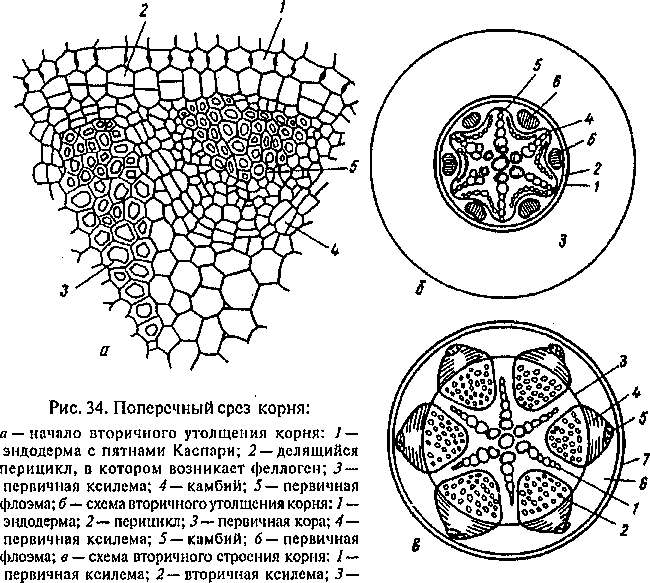 2
1
5
4
3
а
5
6
4
6
2
1
3
б
3
4
5
7
6
1
2
в
Рис. 34. Поперечный срез корня:
а — начало вторичного утолщения корня: 1 —
эндодерма с пятнами Каспари; 2 — делящийся
перицикл, в котором возникает феллоген; 3 —
первичная ксилема; 4 — камбий; 5 — первичная
флоэма; б — схема вторичного утолщения корня: 1 —
эндодерма; 2 — перицикл; 3 — первичная кора; 4 —
первичная ксилема; 5 — камбий; 6 — первичная
флоэма; в — схема вторичного строения корня: 1 —
первичная ксилема; 2 — вторичная ксилема; 3 —